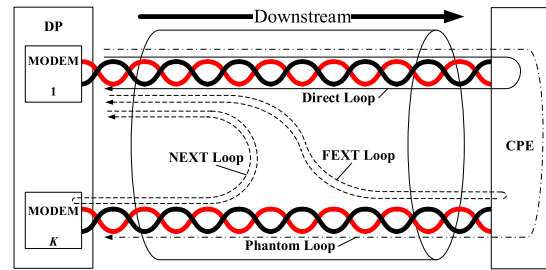 Downstream
DP
MODEM
1
Direct Loop
CPE
NEXT Loop
FEXT Loop
MODEM
K
Phantom Loop